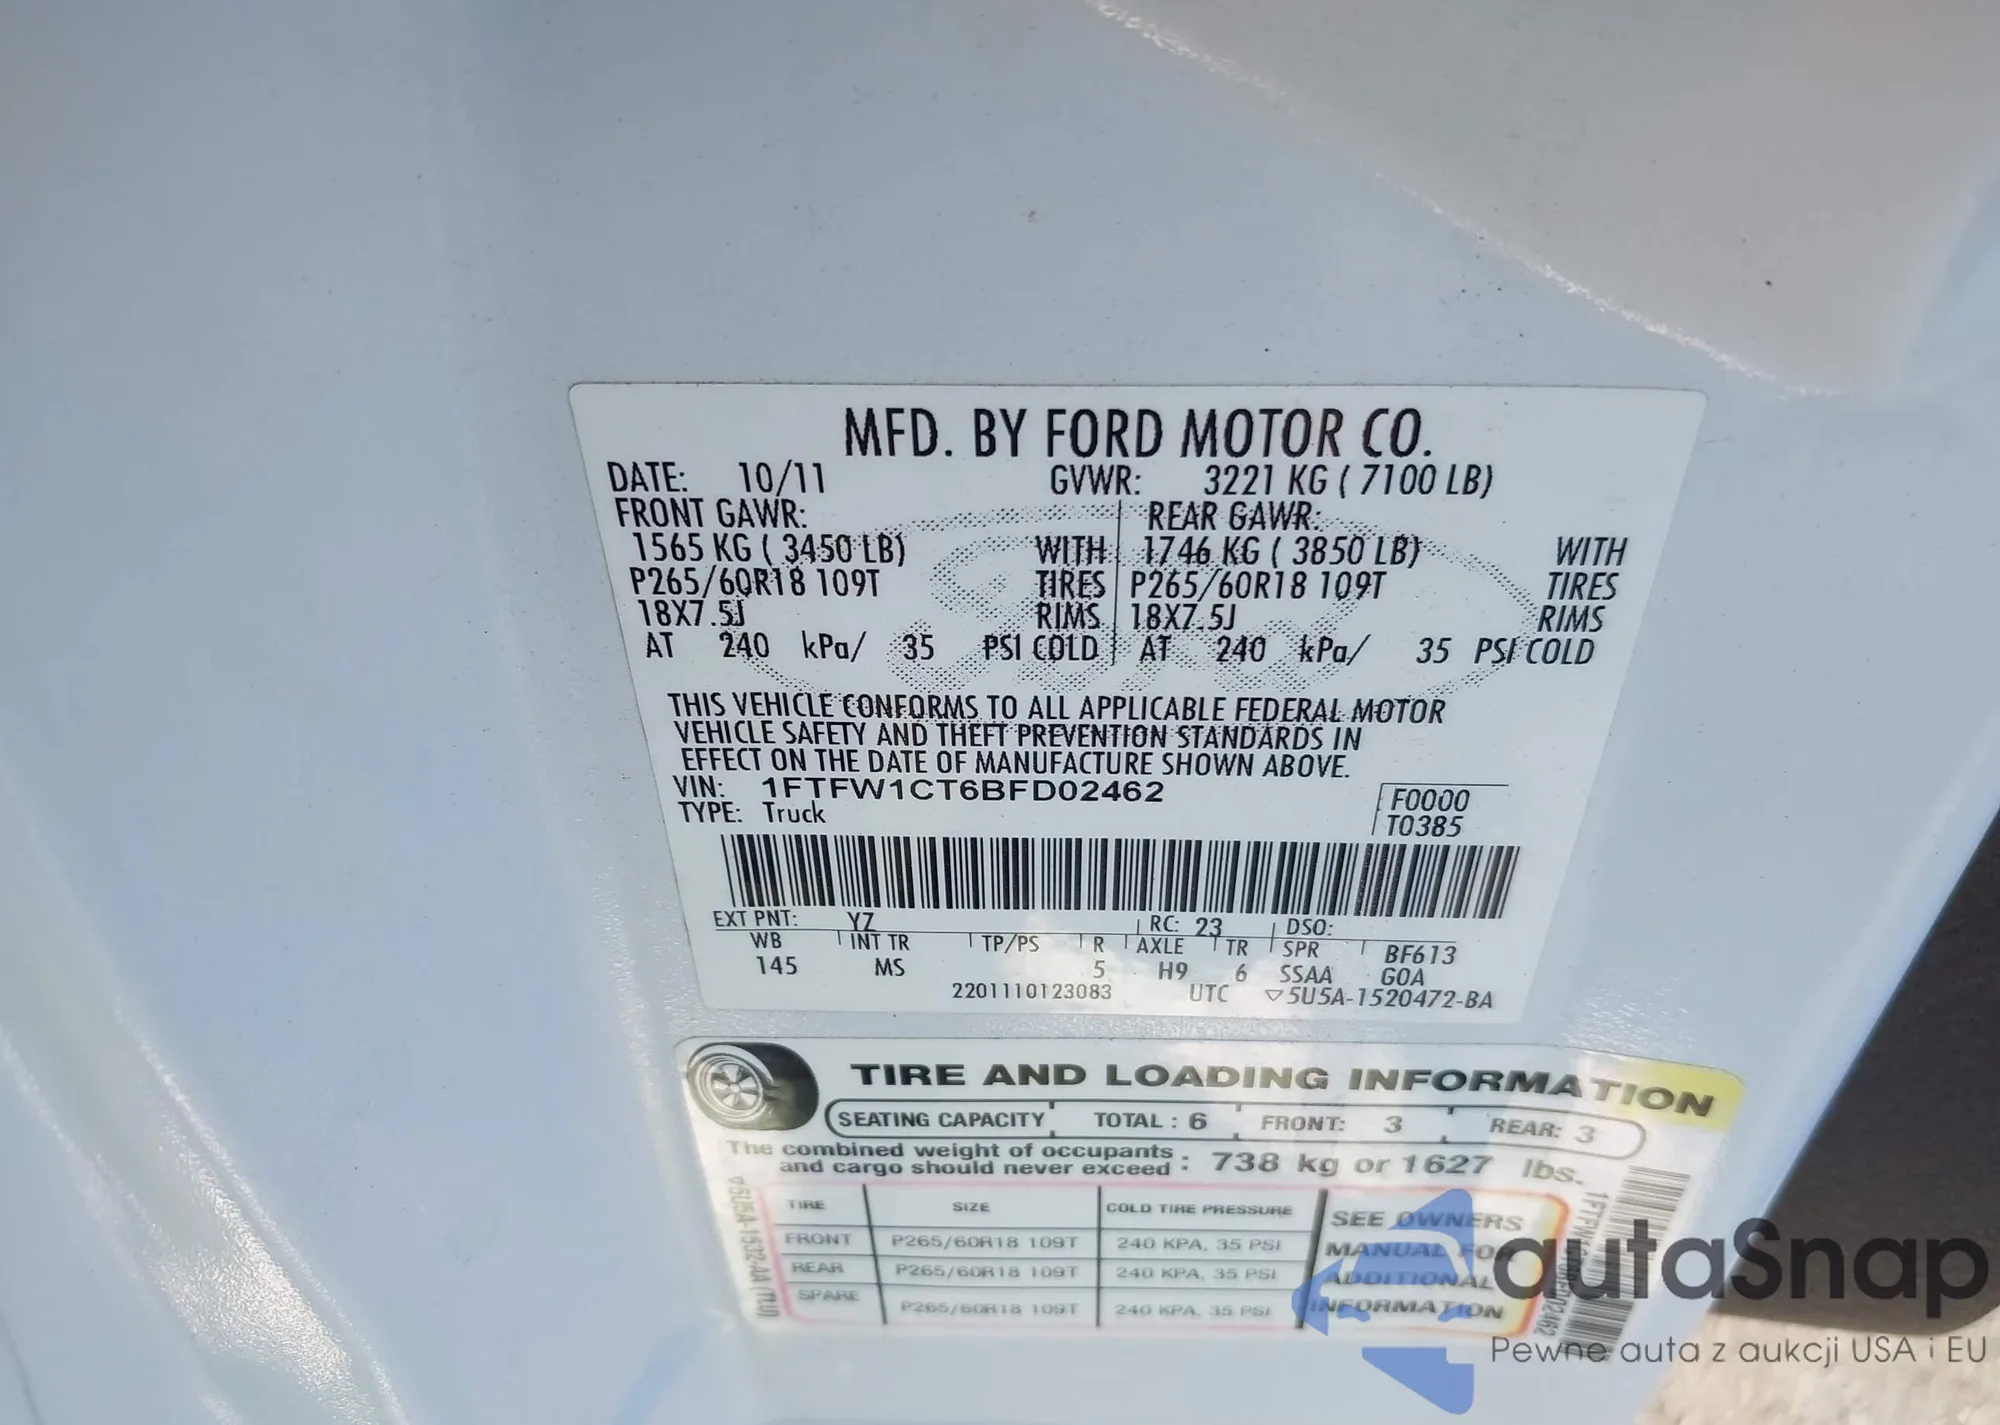 MFD. BY FORD MOTOR CO.
DATE: 10/11 GVWR: 3221 KG ( 7100 LB)
FRONT GAWR: REAR GAWR:
1565 KG ( 3450 LB) WITH 1746 KG ( 3850 LB) WITH
P265/60R18 109T TIRES P265/60R18 109T TIRES
18X7.5J RIMS 18X7.5J RIMS
AT 240 kPa/ 35 PSI COLD AT 240 kPa/ 35 PSI COLD
THIS VEHICLE CONFORMS TO ALL APPLICABLE FEDERAL MOTOR
VEHICLE SAFETY AND THEFT PREVENTION STANDARDS IN
EFFECT ON THE DATE OF MANUFACTURE SHOWN ABOVE.
VIN: 1FTFW1CT6BFD02462
TYPE: Truck
F0000
T0385
EXT PNT: YZ RC: 23 DSO:
WB INT TR TP/PS R AXLE TR SPR BF613
145 MS 5 H9 6 SSAA GOA
2201110123083 UTC ▽5U5A-1520472-BA
TIRE AND LOADING INFORMATION
SEATING CAPACITY TOTAL : 6 FRONT: 3 REAR: 3
The combined weight of occupants
and cargo should never exceed : 738 kg or 1627 lbs.
TIRE SIZE COLD TIRE PRESSURE
FRONT P265/60R18 109T 240 KPA, 35 PSI
REAR P265/60R18 109T 240 KPA, 35 PSI
SPARE P265/60R18 109T 240 KPA, 35 PSI
SEE OWNERS
MANUAL FOR
ADDITIONAL
INFORMATION
▽5U5A-1532-AA (TLU)
autaSnap
Pewne auta z aukcji USA i EU